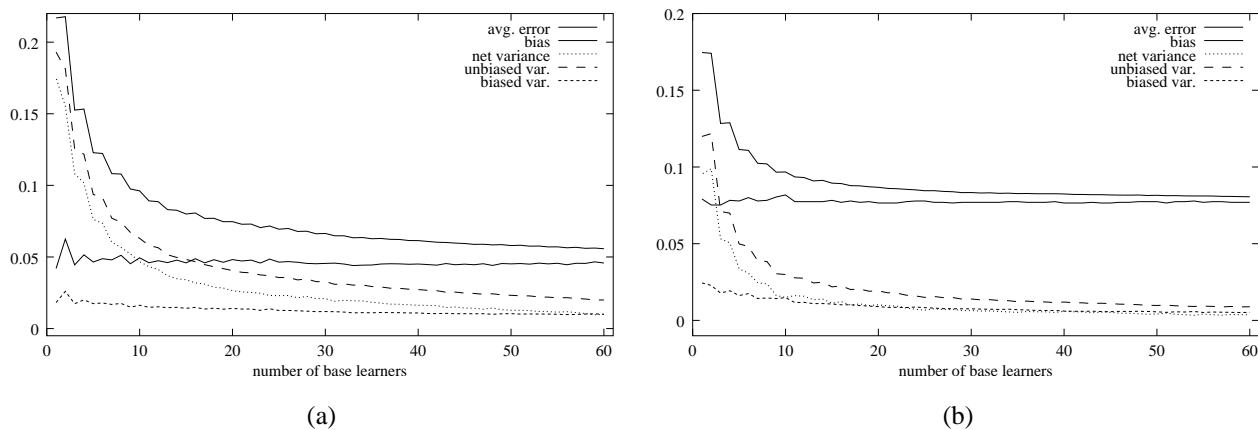 0.2
0.15
0.1
0.05
0
0 10 20 30 40 50 60
number of base learners
avg. error
bias
net variance
unbiased var.
biased var.
(a)
0.2
0.15
0.1
0.05
0
0 10 20 30 40 50 60
number of base learners
avg. error
bias
net variance
unbiased var.
biased var.
(b)